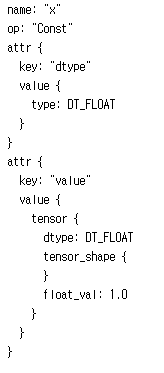 name: "x"
op: "Const"
attr {
  key: "dtype"
  value {
    type: DT_FLOAT
  }
}
attr {
  key: "value"
  value {
    tensor {
      dtype: DT_FLOAT
      tensor_shape {
      }
      float_val: 1.0
    }
  }
}